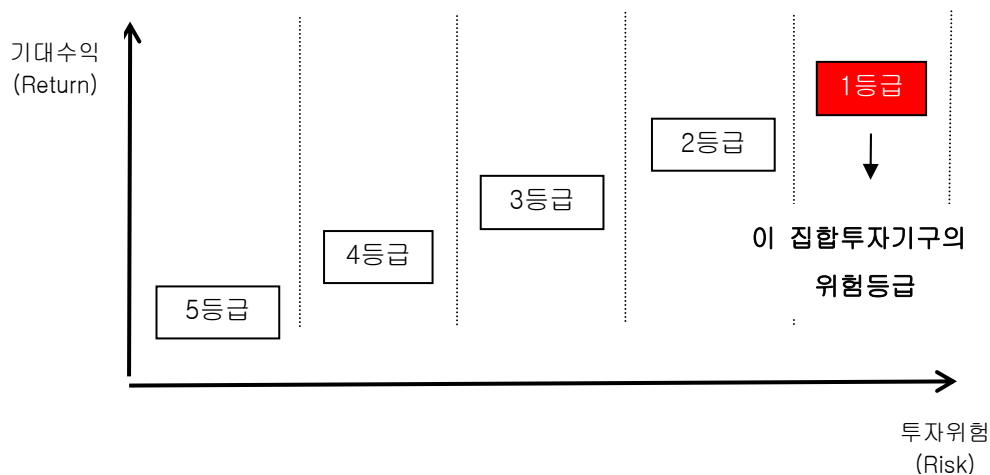 기대수익
(Return)
1등급
2등급
3등급
4등급
5등급
이 집합투자기구의
위험등급
투자위험
(Risk)